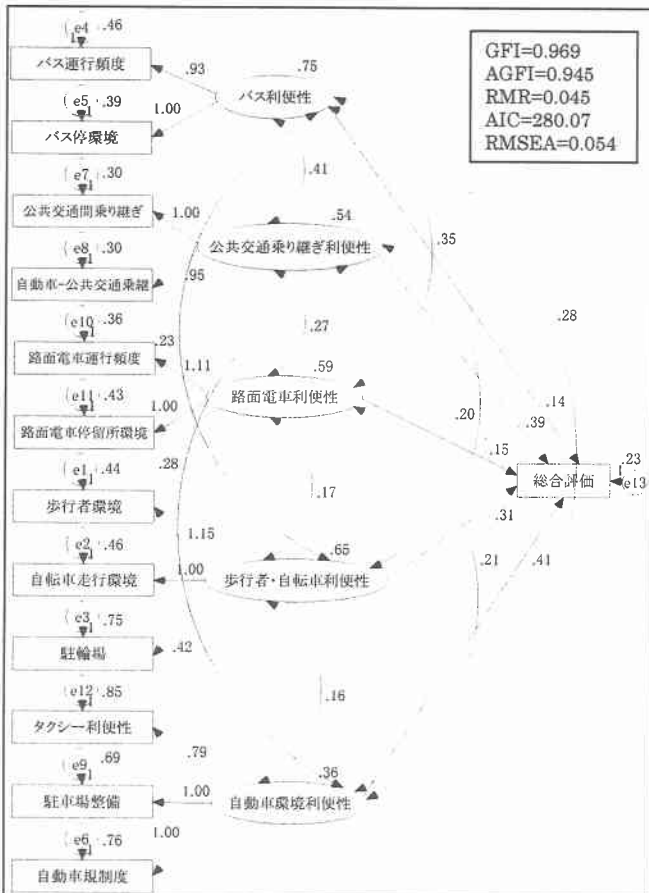 e4 .46
バス運行頻度
.93
.75
バス利便性
GFI=0.969
AGFI=0.945
RMR=0.045
AIC=280.07
RMSEA=0.054
e5 .39
1.00
バス停環境
e7 .30
.41
公共交通間乗り継ぎ
1.00
.54
公共交通乗り継ぎ利便性
.35
e8 .30
自動車-公共交通乗継
.95
e10 .36
.27
.28
路面電車運行頻度
.23
1.11
.59
路面電車利便性
e11 .43
1.00
.20
.39
.14
路面電車停留所環境
.15
.23
e13
総合評価
e1 .44
.28
.17
.31
歩行者環境
e2 .46
1.15
.65
.21
.41
自転車走行環境
1.00
歩行者・自転車利便性
e3 .75
駐輪場
.42
e12 .85
.16
タクシー利便性
e9 .69
.79
.36
駐車場整備
1.00
自動車環境利便性
e6 .76
1.00
自動車規制度